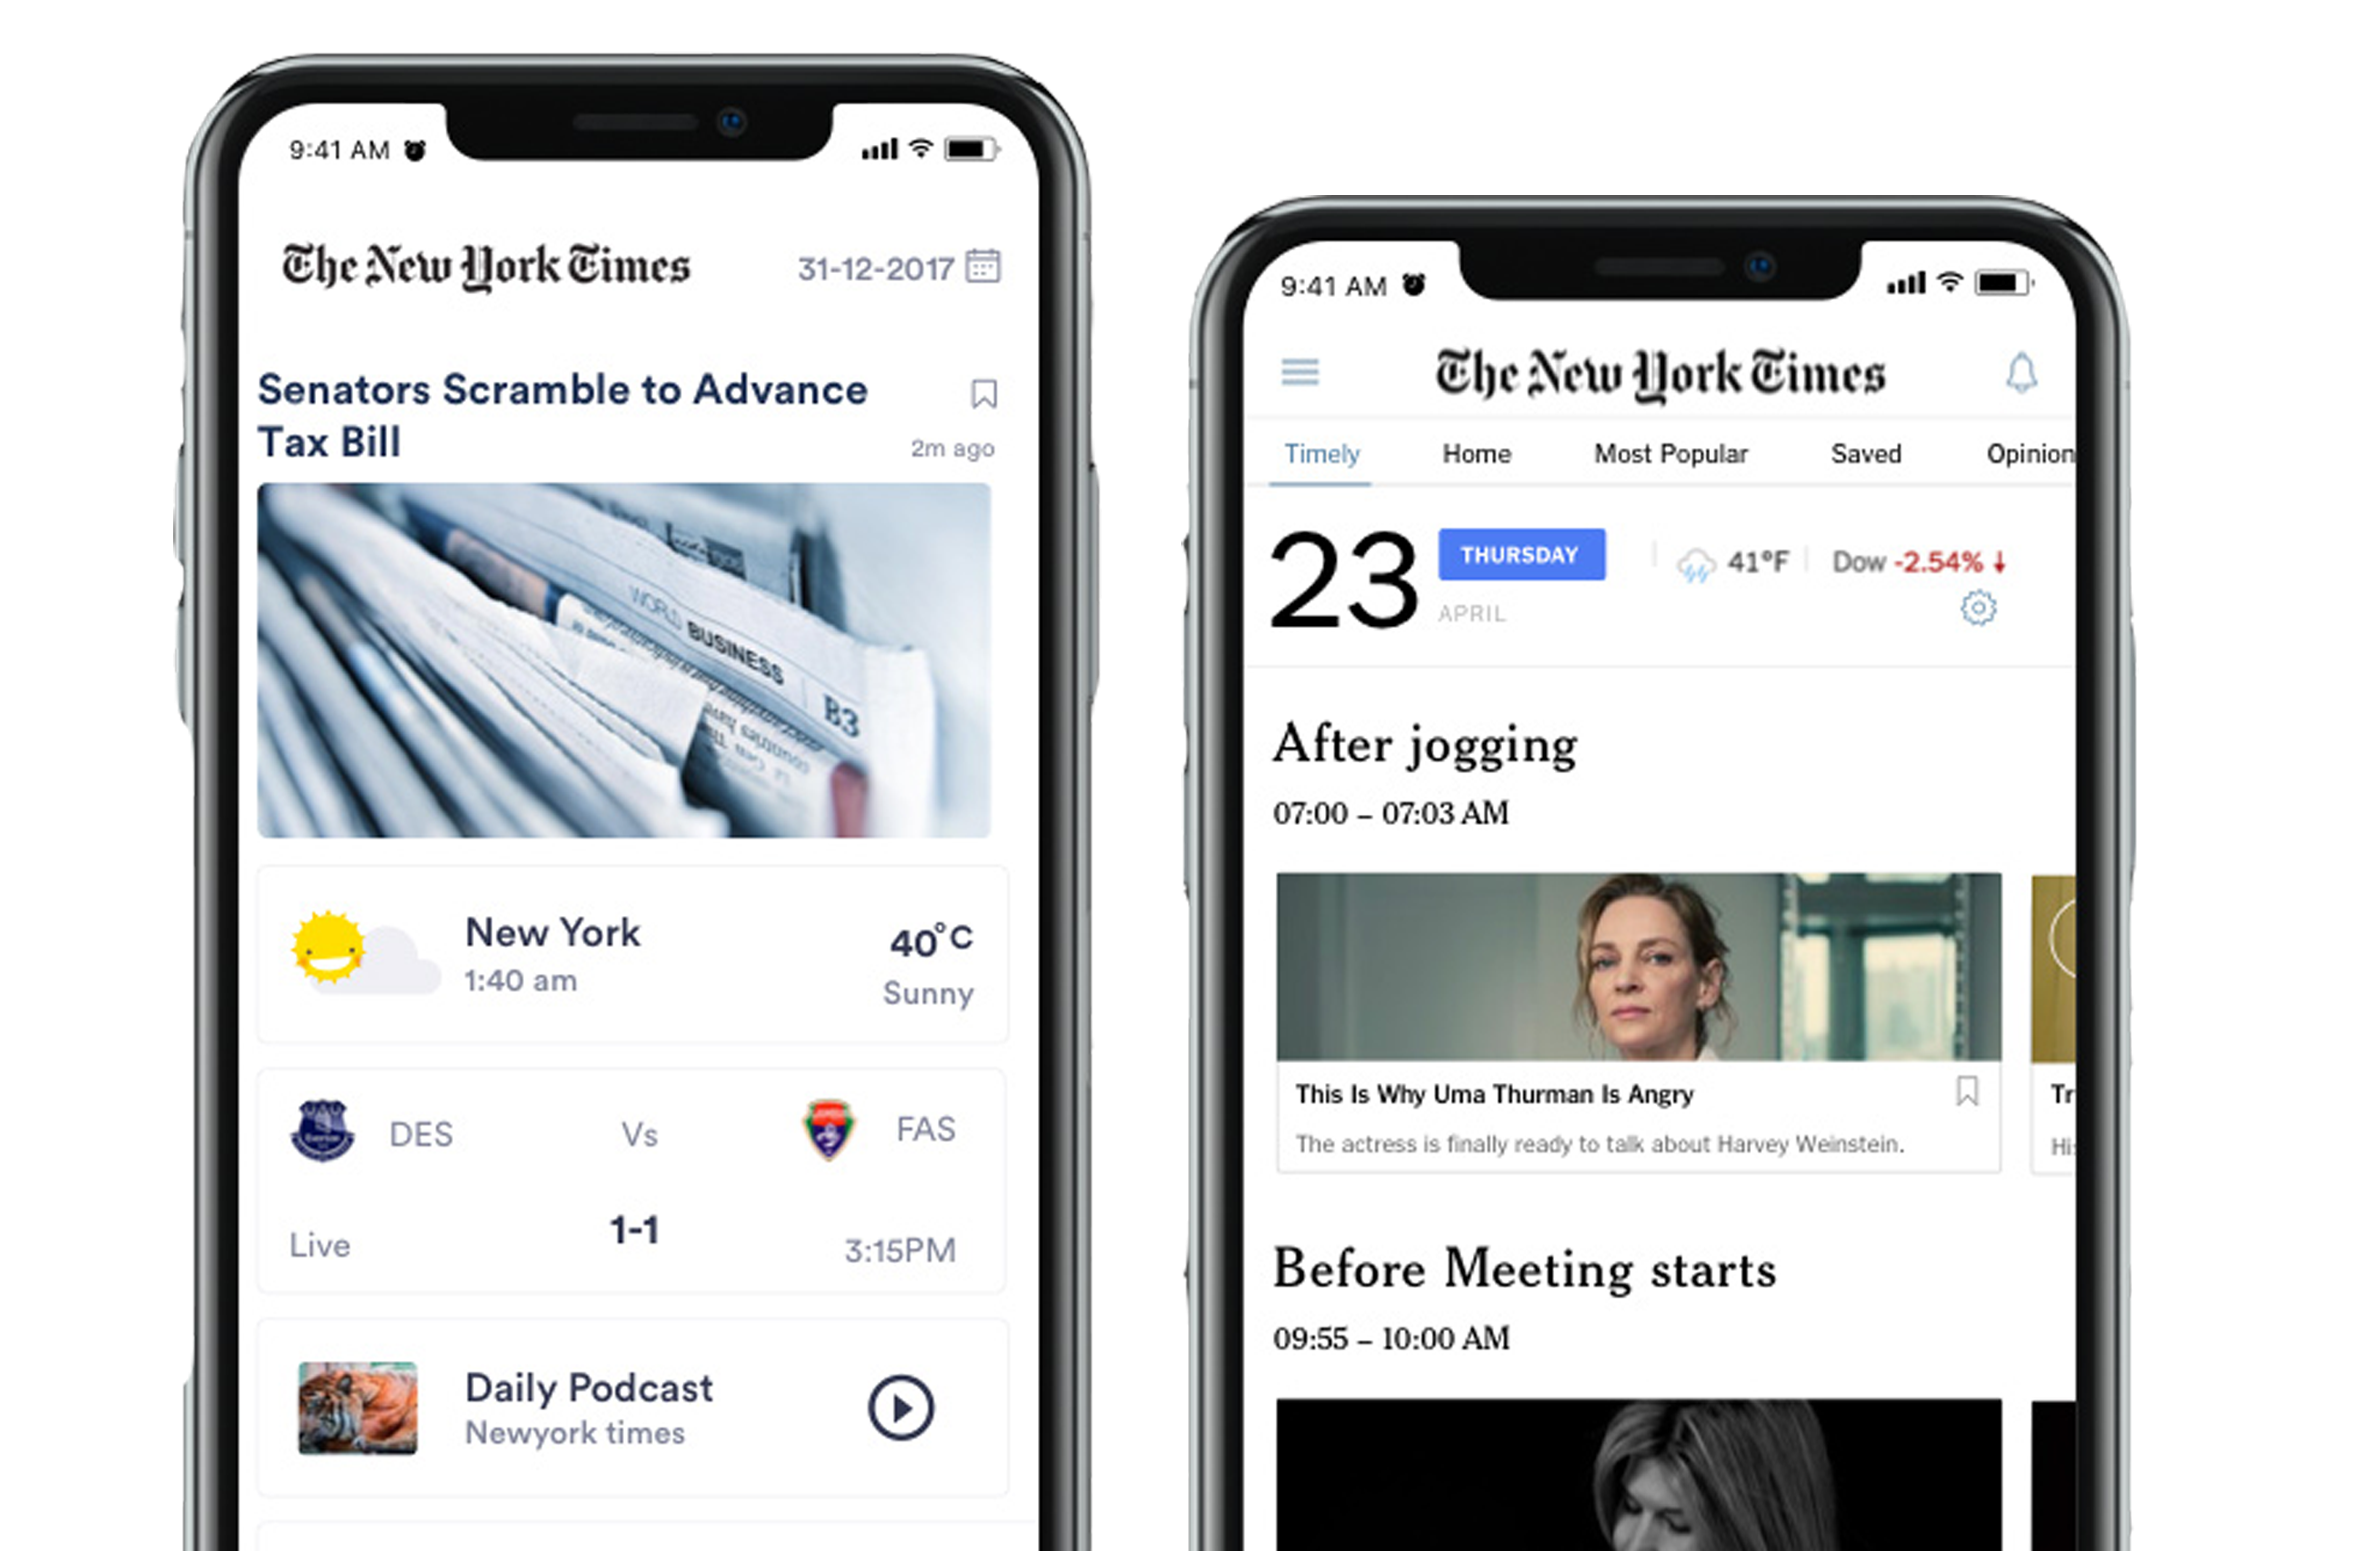 9:41 AM
The New York Times
31-12-2017
Senators Scramble to Advance
Tax Bill
2m ago
WORLD BUSINESS
B3
New York
1:40 am
40°C
Sunny
DES
Vs
FAS
Live
1-1
3:15PM
Daily Podcast
Newyork times
9:41 AM
The New York Times
Timely Home Most Popular Saved Opinion
23
THURSDAY
APRIL
41°F
Dow -2.54%
After jogging
07:00 – 07:03 AM
This Is Why Uma Thurman Is Angry
The actress is finally ready to talk about Harvey Weinstein.
Tr
Hi
Before Meeting starts
09:55 – 10:00 AM